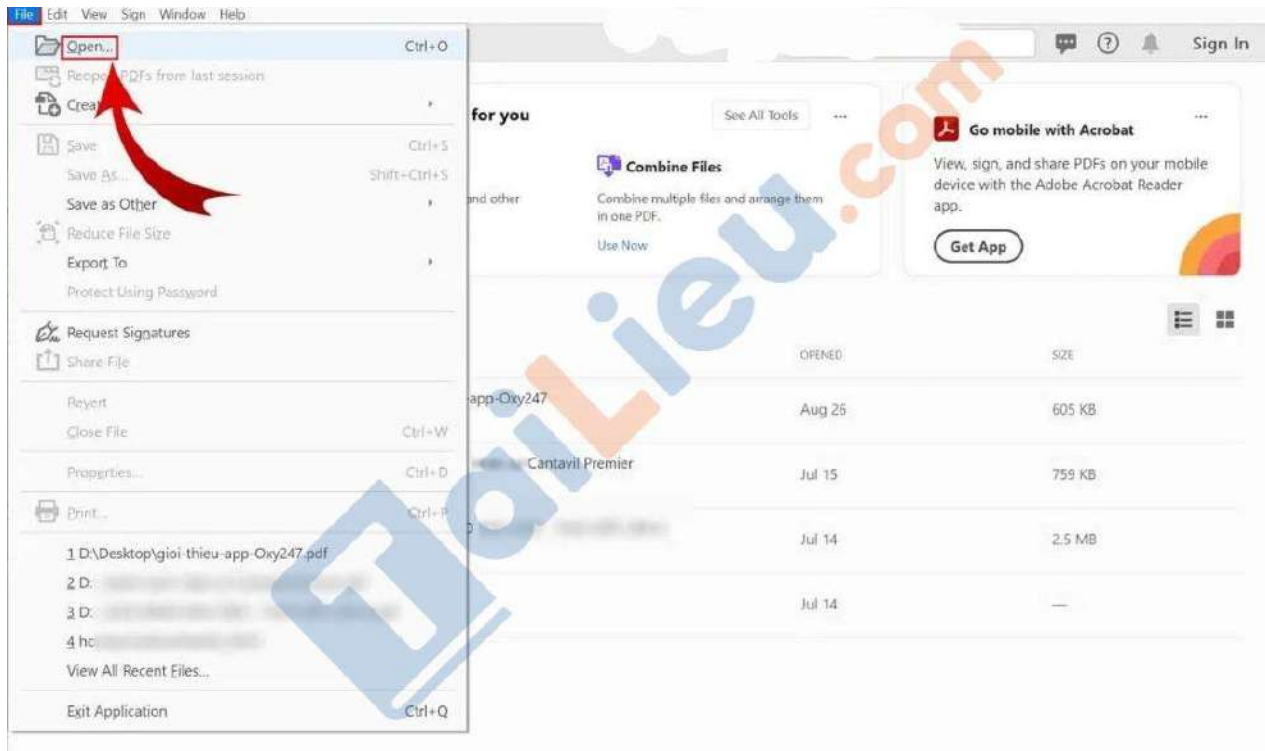 File Edit View Sign Window Help
Open... Ctrl+O
Reopen PDFs from last session
Sign In
for you
See All Tools ...
Go mobile with Acrobat ...
View, sign, and share PDFs on your mobile
device with the Adobe Acrobat Reader
app.
Get App
Combine Files
and other
Combine multiple files and arrange them
in one PDF.
Use Now
Save Ctrl+S
Save As... Shift+Ctrl+S
Save as Other
Reduce File Size
Export To
Protect Using Password
Request Signatures
Share File
Revert
Close File Ctrl+W
Properties... Ctrl+D
Print... Ctrl+P
1 D:\Desktop\gioi-thieu-app-Oxy247.pdf
2 D:
3 D:
4
View All Recent Files...
Exit Application Ctrl+Q
OPENED SIZE
-app-Oxy247 Aug 26 605 KB
Cantavil Premier Jul 15 759 KB
Jul 14 2.5 MB
Jul 14 —
TaiLieu.com